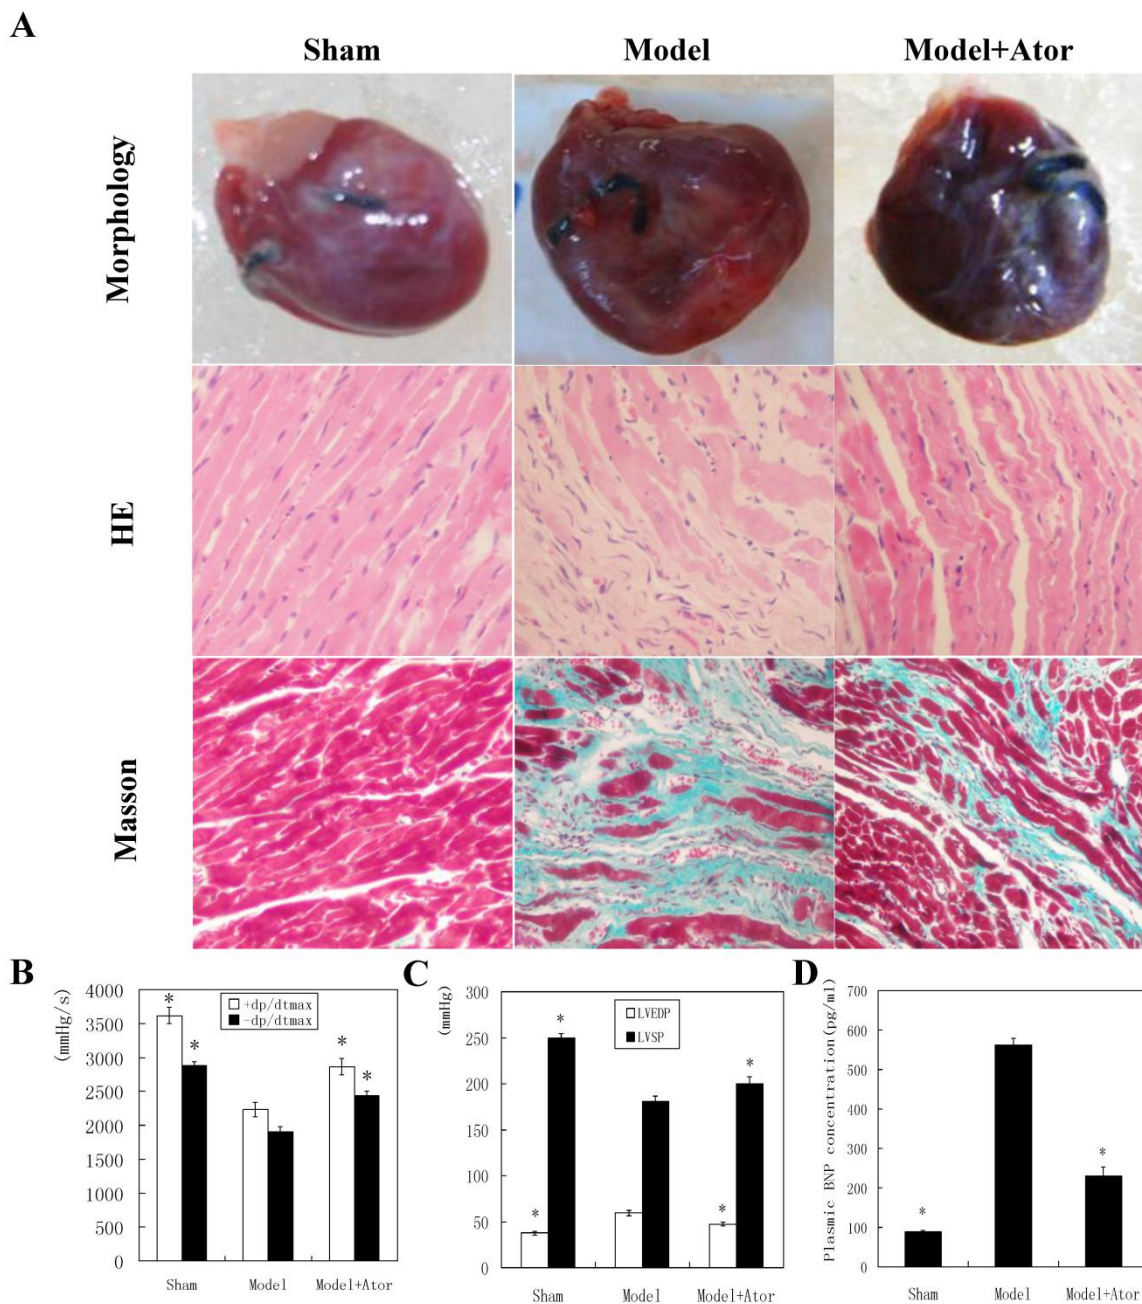 A
Sham Model Model+Ator
Morphology
HE
Masson
B
(mmHg/s)
4000
3500
3000
2500
2000
1500
1000
500
0
+dp/dtmax
-dp/dtmax
* * * *
Sham Model Model+Ator
C
(mmHg)
300
250
200
150
100
50
0
LVEDP
LVSP
* * * *
Sham Model Model+Ator
D
Plasmic BNP concentration(pg/ml)
700
600
500
400
300
200
100
0
* *
Sham Model Model+Ator